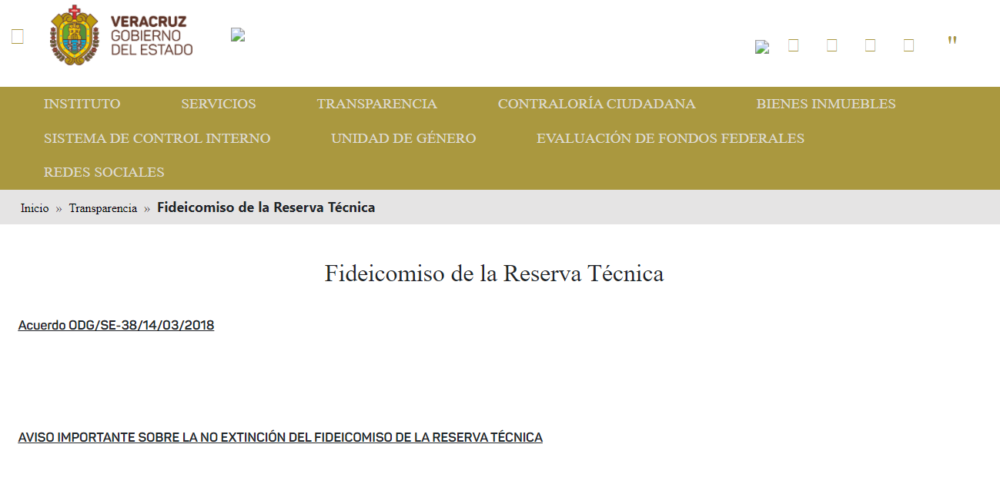 VERACRUZ
GOBIERNO
DEL ESTADO
"
INSTITUTO SERVICIOS TRANSPARENCIA CONTRALORÍA CIUDADANA BIENES INMUEBLES
SISTEMA DE CONTROL INTERNO UNIDAD DE GÉNERO EVALUACIÓN DE FONDOS FEDERALES
REDES SOCIALES
Inicio » Transparencia » Fideicomiso de la Reserva Técnica
Fideicomiso de la Reserva Técnica
Acuerdo ODG/SE-38/14/03/2018
AVISO IMPORTANTE SOBRE LA NO EXTINCIÓN DEL FIDEICOMISO DE LA RESERVA TÉCNICA